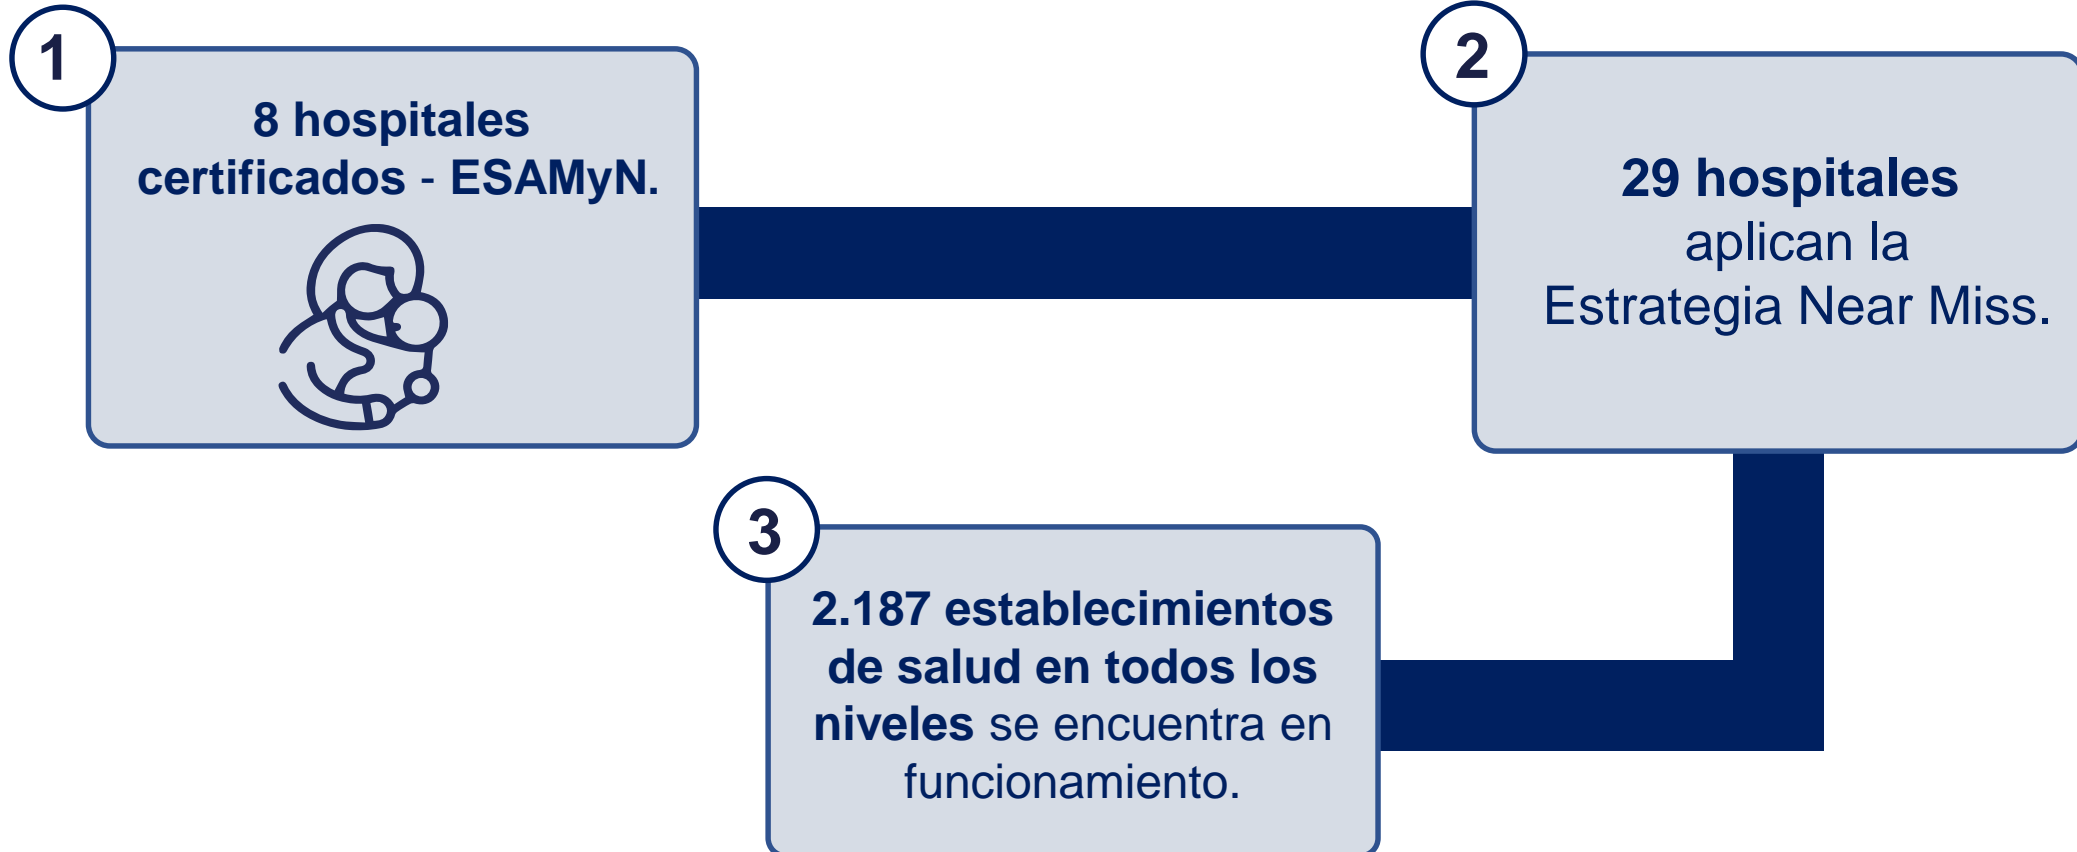 1
8 hospitales
certificados - ESAMyN.
2
29 hospitales
aplican la
Estrategia Near Miss.
3
2.187 establecimientos
de salud en todos los
niveles se encuentra en
funcionamiento.